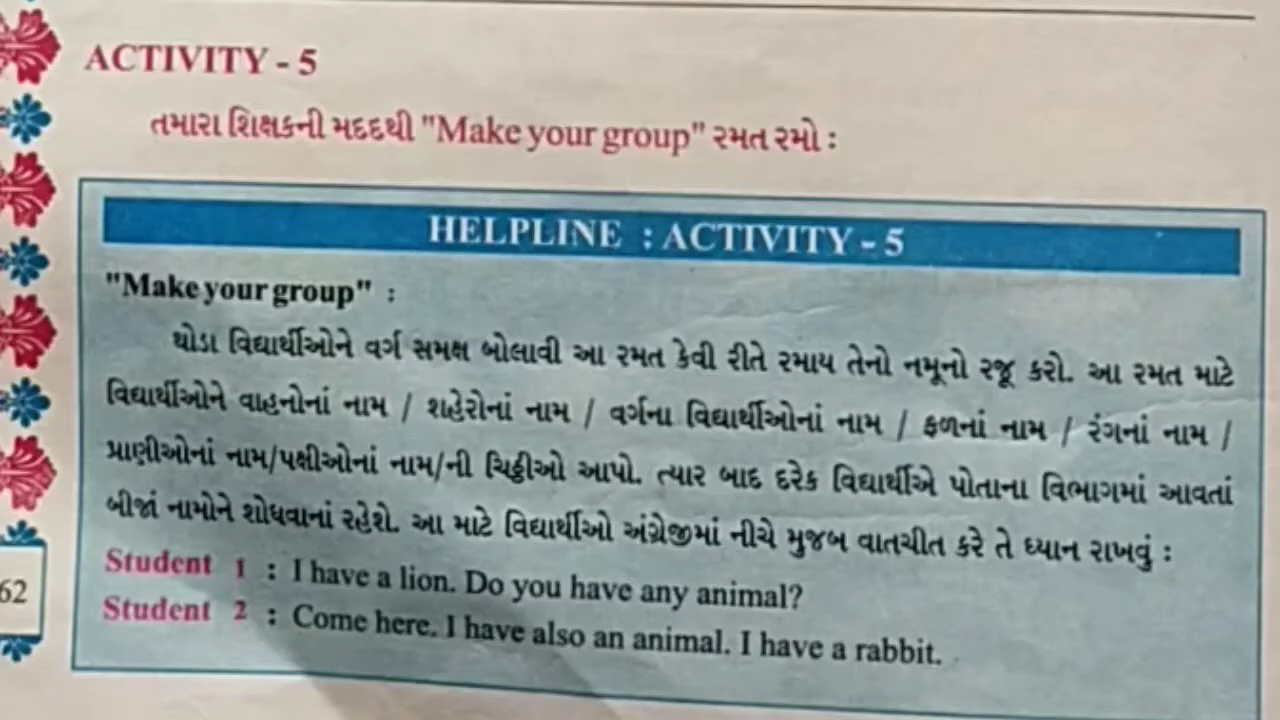 ACTIVITY - 5
તમારા શિક્ષકની મદદથી "Make your group" રમત રમો :
HELPLINE : ACTIVITY - 5
"Make your group" :
થોડા વિદ્યાર્થીઓને વર્ગ સમક્ષ બોલાવી આ રમત કેવી રીતે રમાય તેનો નમૂનો રજૂ કરો. આ રમત માટે
વિદ્યાર્થીઓને વાહનોનાં નામ / શહેરોનાં નામ / વર્ગના વિદ્યાર્થીઓનાં નામ / ફળનાં નામ / રંગનાં નામ /
પ્રાણીઓનાં નામ/પક્ષીઓનાં નામ/ની ચિઠ્ઠીઓ આપો. ત્યાર બાદ દરેક વિદ્યાર્થીએ પોતાના વિભાગમાં આવતાં
બીજાં નામોને શોધવાનાં રહેશે. આ માટે વિદ્યાર્થીઓ અંગ્રેજીમાં નીચે મુજબ વાતચીત કરે તે ધ્યાન રાખવું :
Student 1 : I have a lion. Do you have any animal?
Student 2 : Come here. I have also an animal. I have a rabbit.
62